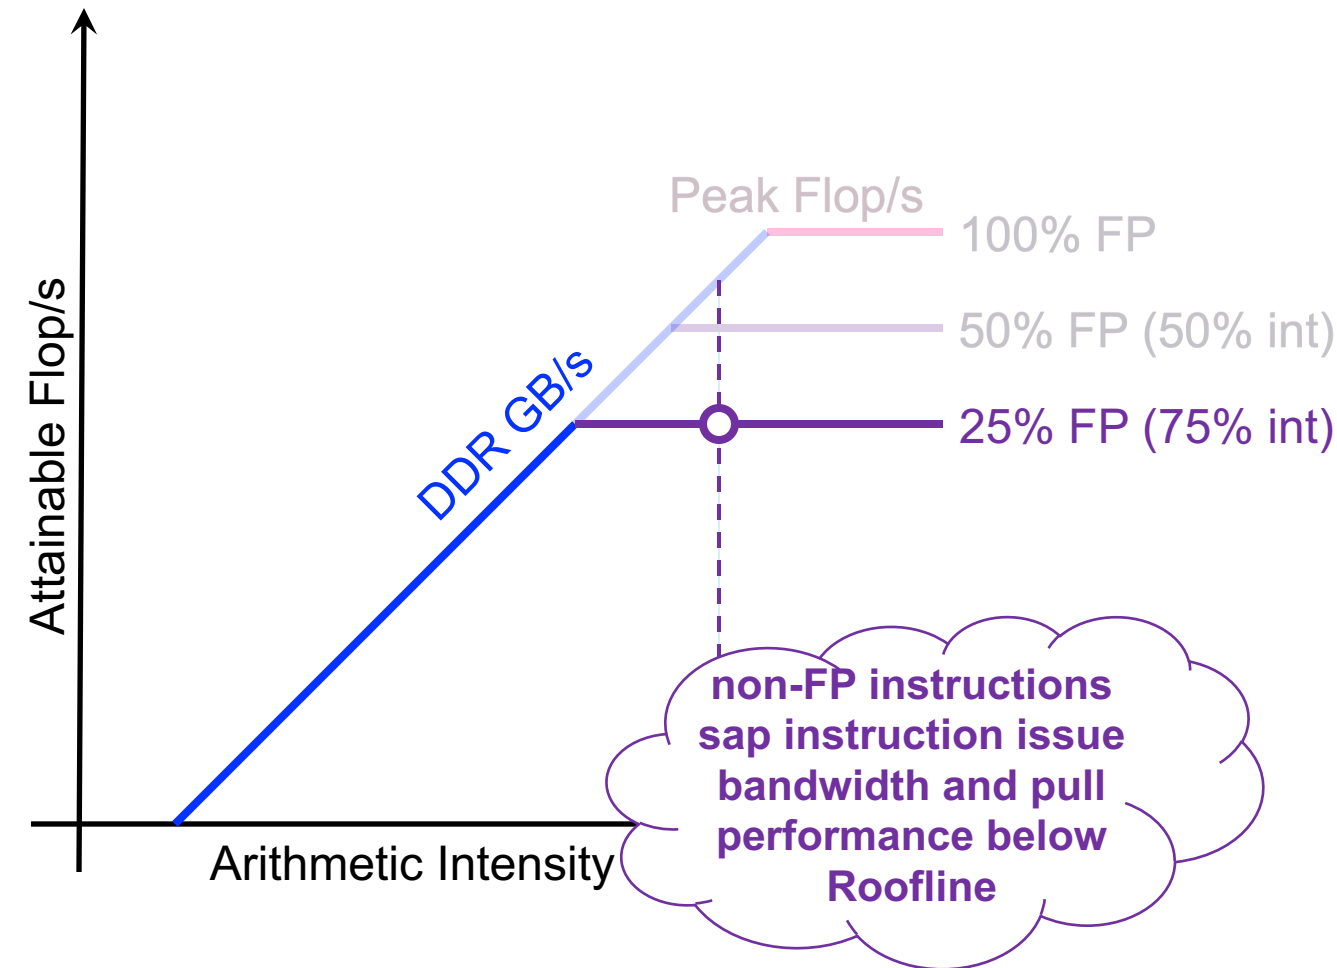 Peak Flop/s
100% FP
50% FP (50% int)
25% FP (75% int)
DDR GB/s
Attainable Flop/s
Arithmetic Intensity
non-FP instructions
sap instruction issue
bandwidth and pull
performance below
Roofline